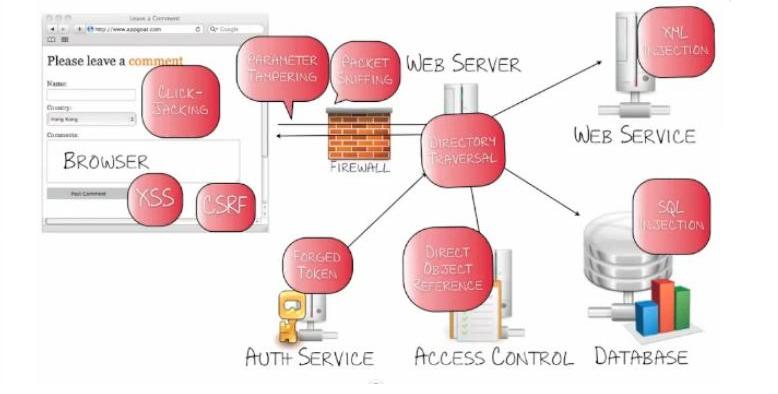 Leave a Comment
http://www.appgoat.com
Google
Please leave a comment
Name:
Country:
Hong Kong
Comments:
BROWSER
Post Comment
CLICK-
JACKING
XSS
CSRF
PARAMETER
TAMPERING
PACKET
SNIFFING
FIREWALL
WEB SERVER
DIRECTORY
TRAVERSAL
XML
INJECTION
WEB SERVICE
SQL
INJECTION
DATABASE
FORGED
TOKEN
AUTH SERVICE
DIRECT
OBJECT
REFERENCE
ACCESS CONTROL